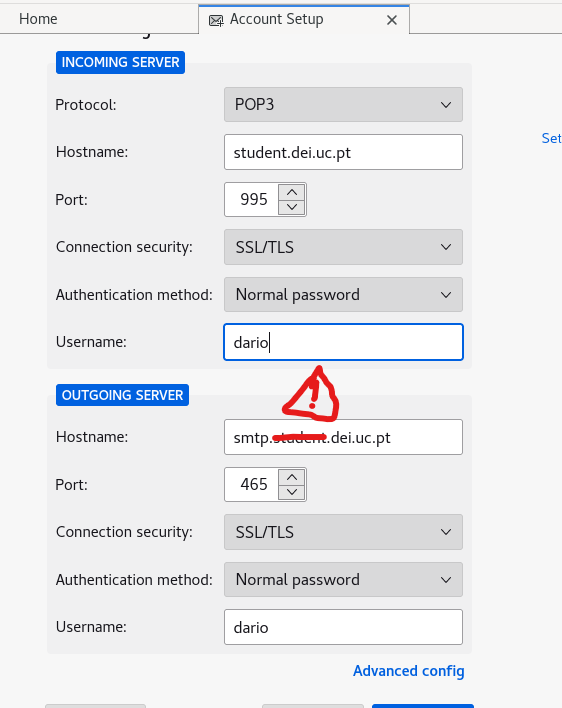 Home
Account Setup
INCOMING SERVER
Protocol: POP3
Hostname: student.dei.uc.pt
Set
Port: 995
Connection security: SSL/TLS
Authentication method: Normal password
Username: dario
!
OUTGOING SERVER
Hostname: smtp.student.dei.uc.pt
Port: 465
Connection security: SSL/TLS
Authentication method: Normal password
Username: dario
Advanced config